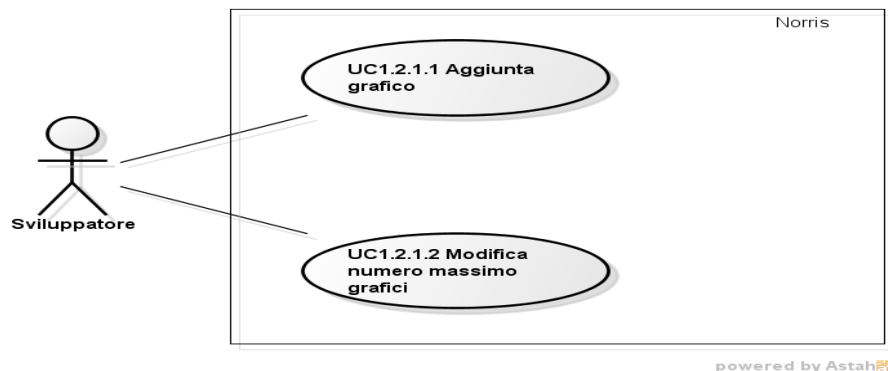 Norris
UC1.2.1.1 Aggiunta
grafico
Sviluppatore
UC1.2.1.2 Modifica
numero massimo
grafici
powered by Astah